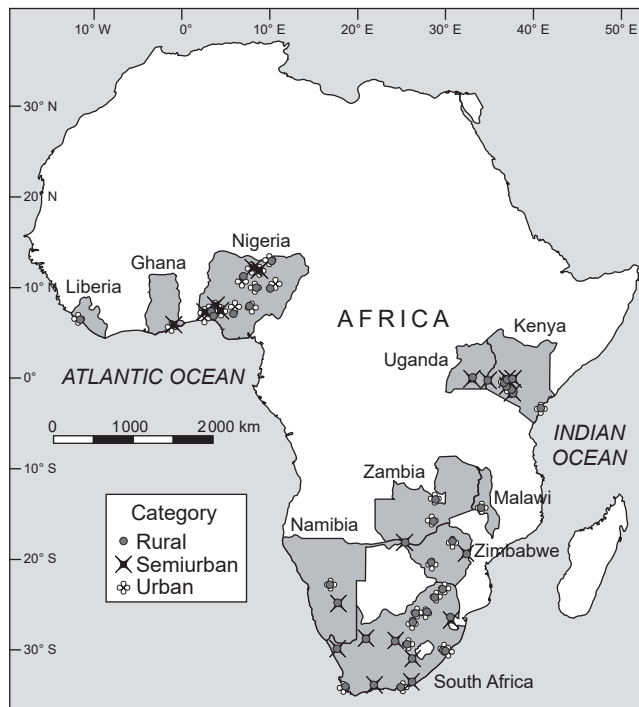 10° W 0° 10° E 20° E 30° E 40° E 50° E
30° N
20° N
10° N
0°
10° S
20° S
30° S
Nigeria
Ghana
Liberia
AFRICA
Kenya
Uganda
ATLANTIC OCEAN
INDIAN
OCEAN
0 1000 2000 km
Zambia
Malawi
Namibia
Zimbabwe
South Africa
Category
Rural
Semiurban
Urban